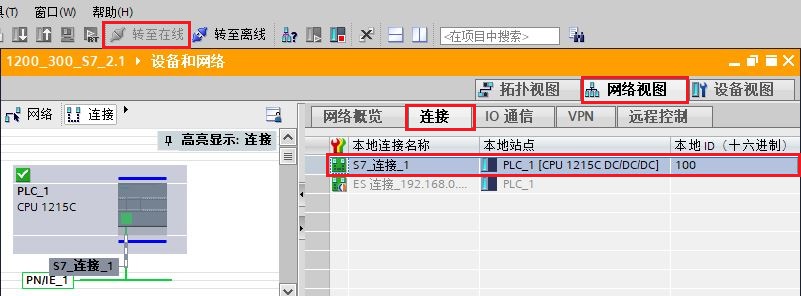 具(T) 窗口(W) 帮助(H)
转至在线 转至离线 <在项目中搜索>
1200_300_S7_2.1 ▸ 设备和网络
拓扑视图 网络视图 设备视图
网络 连接
网络概览 连接 IO 通信 VPN 远程控制
高亮显示: 连接
本地连接名称 本地站点 本地 ID（十六进制）
S7_连接_1 PLC_1 [CPU 1215C DC/DC/DC] 100
ES 连接_192.168.0.... PLC_1
PLC_1
CPU 1215C
S7_连接_1
PN/IE_1